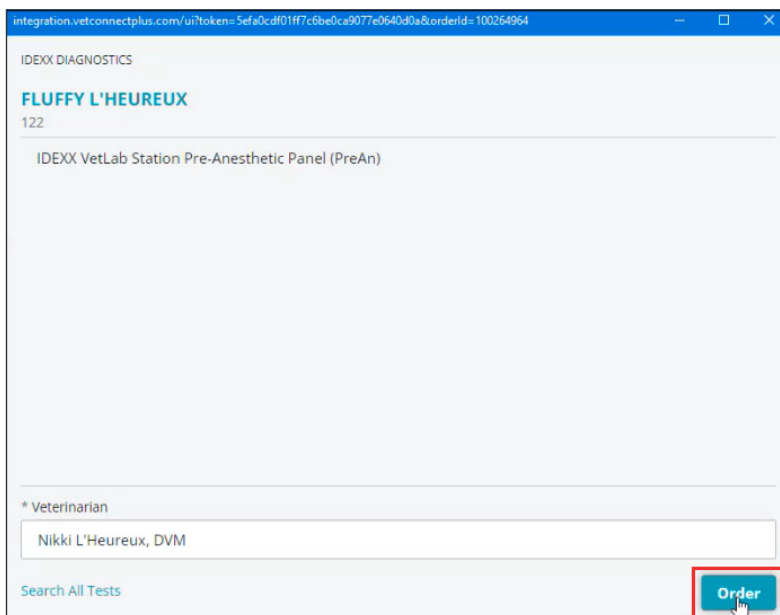 integration.vetconnectplus.com/ui?token=5efa0cdf01ff7c6be0ca9077e0640d0a&orderId=100264964
IDEXX DIAGNOSTICS
FLUFFY L'HEUREUX
122
IDEXX VetLab Station Pre-Anesthetic Panel (PreAn)
* Veterinarian
Nikki L'Heureux, DVM
Search All Tests
Order